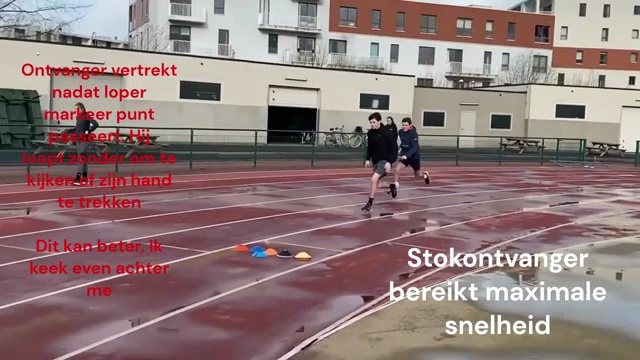 Ontvanger vertrekt
nadat loper
markeer punt
passeert. Hij
loopt zonder om te
kijken of zijn hand
te trekken
Dit kan beter, ik
keek even achter
me
Stokontvanger
bereikt maximale
snelheid